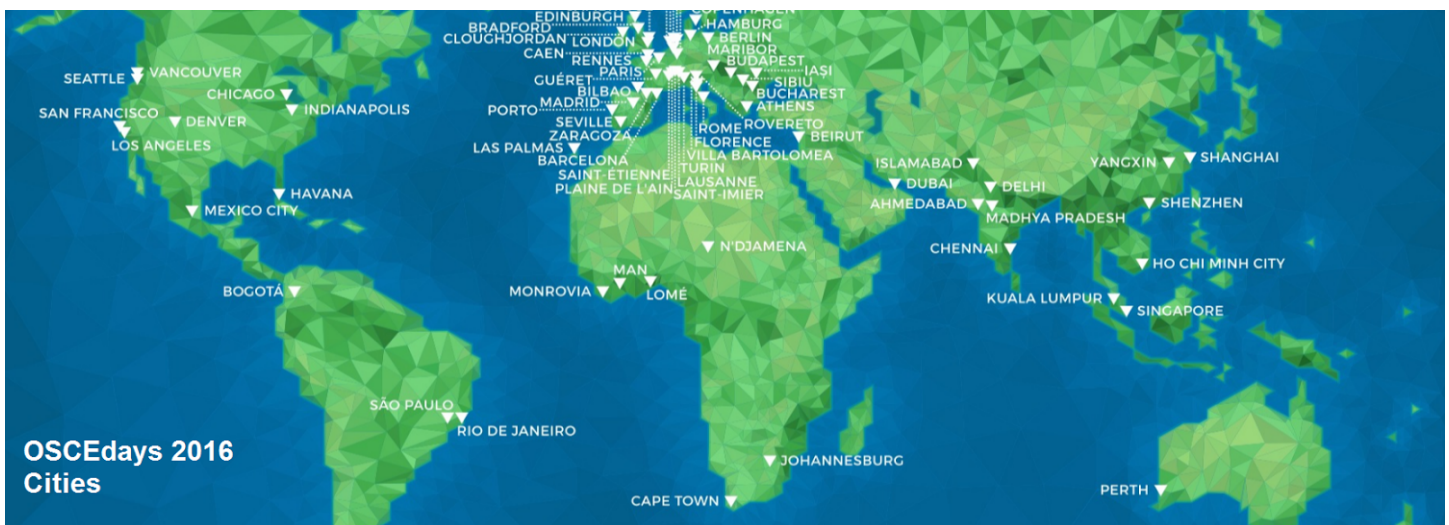 COPENHAGEN
EDINBURGH
HAMBURG
BRADFORD
CLOUGHJORDAN
LONDON
BERLIN
CAEN
MARIBOR
RENNES
BUDAPEST
SEATTLE
VANCOUVER
PARIS
IAȘI
GUÉRET
SIBIU
CHICAGO
BILBAO
BUCHAREST
INDIANAPOLIS
PORTO
MADRID
ATHENS
SAN FRANCISCO
DENVER
SEVILLE
ROVERETO
ZARAGOZA
ROME
BEIRUT
LOS ANGELES
LAS PALMAS
FLORENCE
BARCELONA
VILLA BARTOLOMEA
ISLAMABAD
YANGXIN
SHANGHAI
SAINT-ÉTIENNE
TURIN
PLAINE DE L'AIN
LAUSANNE
SAINT-IMIER
DUBAI
DELHI
HAVANA
AHMEDABAD
SHENZHEN
MEXICO CITY
MADHYA PRADESH
N'DJAMENA
CHENNAI
HO CHI MINH CITY
MAN
BOGOTÁ
MONROVIA
LOMÉ
KUALA LUMPUR
SINGAPORE
SÃO PAULO
RIO DE JANEIRO
OSCEdays 2016
Cities
JOHANNESBURG
PERTH
CAPE TOWN